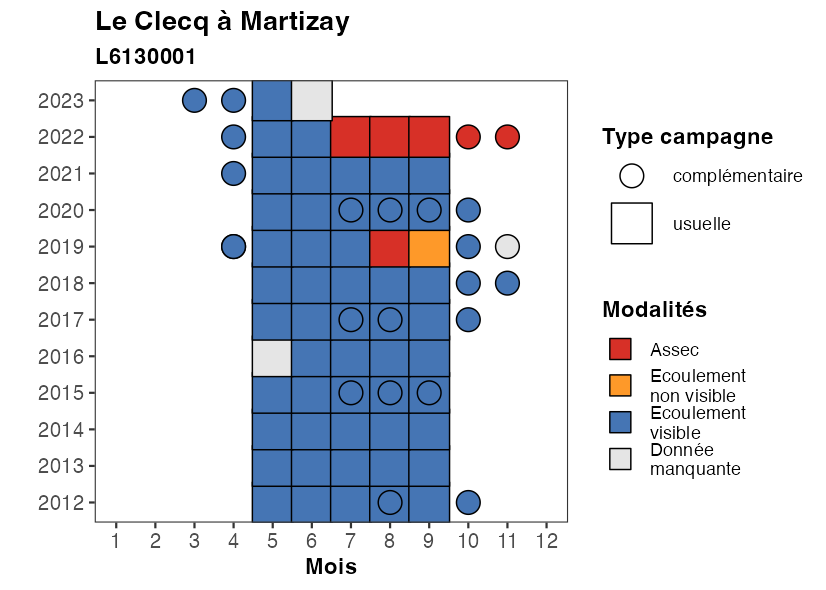 Le Clecq à Martizay
L6130001
2023
2022
2021
2020
2019
2018
2017
2016
2015
2014
2013
2012
1 2 3 4 5 6 7 8 9 10 11 12
Mois
Type campagne
complémentaire
usuelle
Modalités
Assec
Ecoulement
non visible
Ecoulement
visible
Donnée
manquante